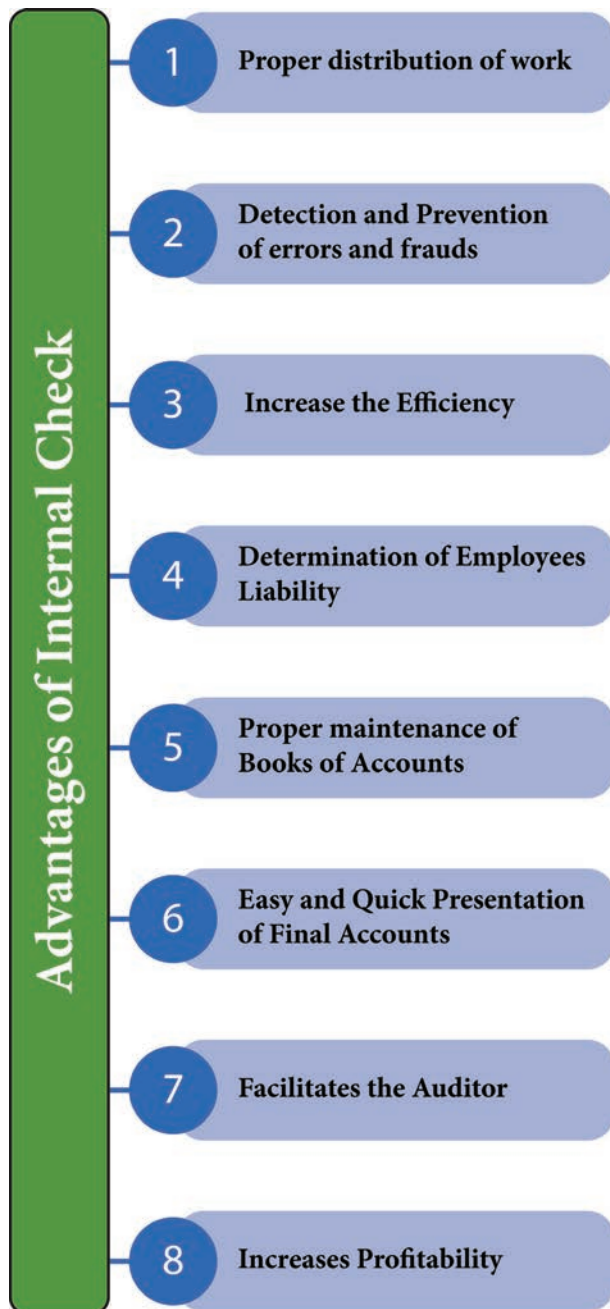 Advantages of Internal Check
1
Proper distribution of work
2
Detection and Prevention
of errors and frauds
3
Increase the Efficiency
4
Determination of Employees
Liability
5
Proper maintenance of
Books of Accounts
6
Easy and Quick Presentation
of Final Accounts
7
Facilitates the Auditor
8
Increases Profitability